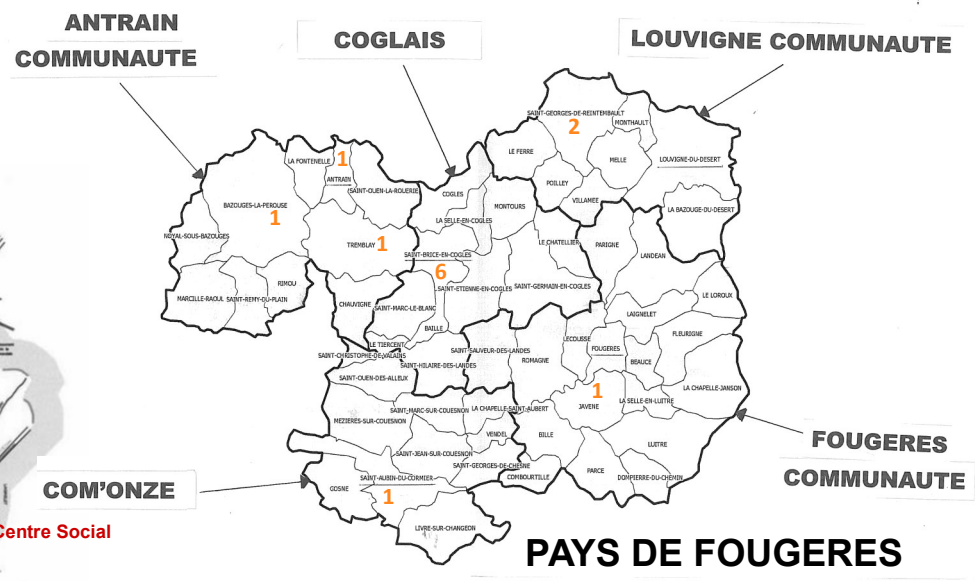 ANTRAIN
COMMUNAUTE
COGLAIS
LOUVIGNE COMMUNAUTE
SAINT-GEORGES-DE-REINTEMBAULT
2
MONTHAULT
LE FERRE
MELLE
LOUVIGNE-DU-DESERT
LA FONTENELLE
1
ANTRAIN
SAINT-OUEN-LA-ROUERIE
POILLEY
VILLAMEE
COGLES
MONTOURS
LA BAZOUGE-DU-DESERT
BAZOUGES-LA-PEROUSE
1
LA SELLE-EN-COGLES
NOYAL-SOUS-BAZOUGES
TREMBLAY 1
LE CHATELLIER
PARIGNE
LANDEAN
SAINT-BRICE-EN-COGLES
6
RIMOU
SAINT-ETIENNE-EN-COGLES
SAINT-GERMAIN-EN-COGLES
LE LOROUX
MARCILLE-RAOUL
SAINT-REMY-DU-PLAIN
CHAUVIGNE
SAINT-MARC-LE-BLANC
LAIGNELET
BAILLE
FLEURIGNE
LE TIERCENT
LECOUSSE
FOUGERES
SAINT-CHRISTOPHE-DE-VALAINS
SAINT-SAUVEUR-DES-LANDES
ROMAGNE
BEAUCE
SAINT-HILAIRE-DES-LANDES
SAINT-OUEN-DES-ALLEUX
LA CHAPELLE-JANSON
1
LA SELLE-EN-LUITRE
JAVENE
SAINT-MARC-SUR-COUESNON
LA CHAPELLE-SAINT-AUBERT
MEZIERES-SUR-COUESNON
VENDEL
BILLE
LUITRE
SAINT-JEAN-SUR-COUESNON
SAINT-GEORGES-DE-CHESNE
PARCE
DOMPIERRE-DU-CHEMIN
COMBOURTILLE
SAINT-AUBIN-DU-CORMIER
GOSNE
1
LIVRE-SUR-CHANGEON
FOUGERES
COMMUNAUTE
COM'ONZE
Centre Social
PAYS DE FOUGERES